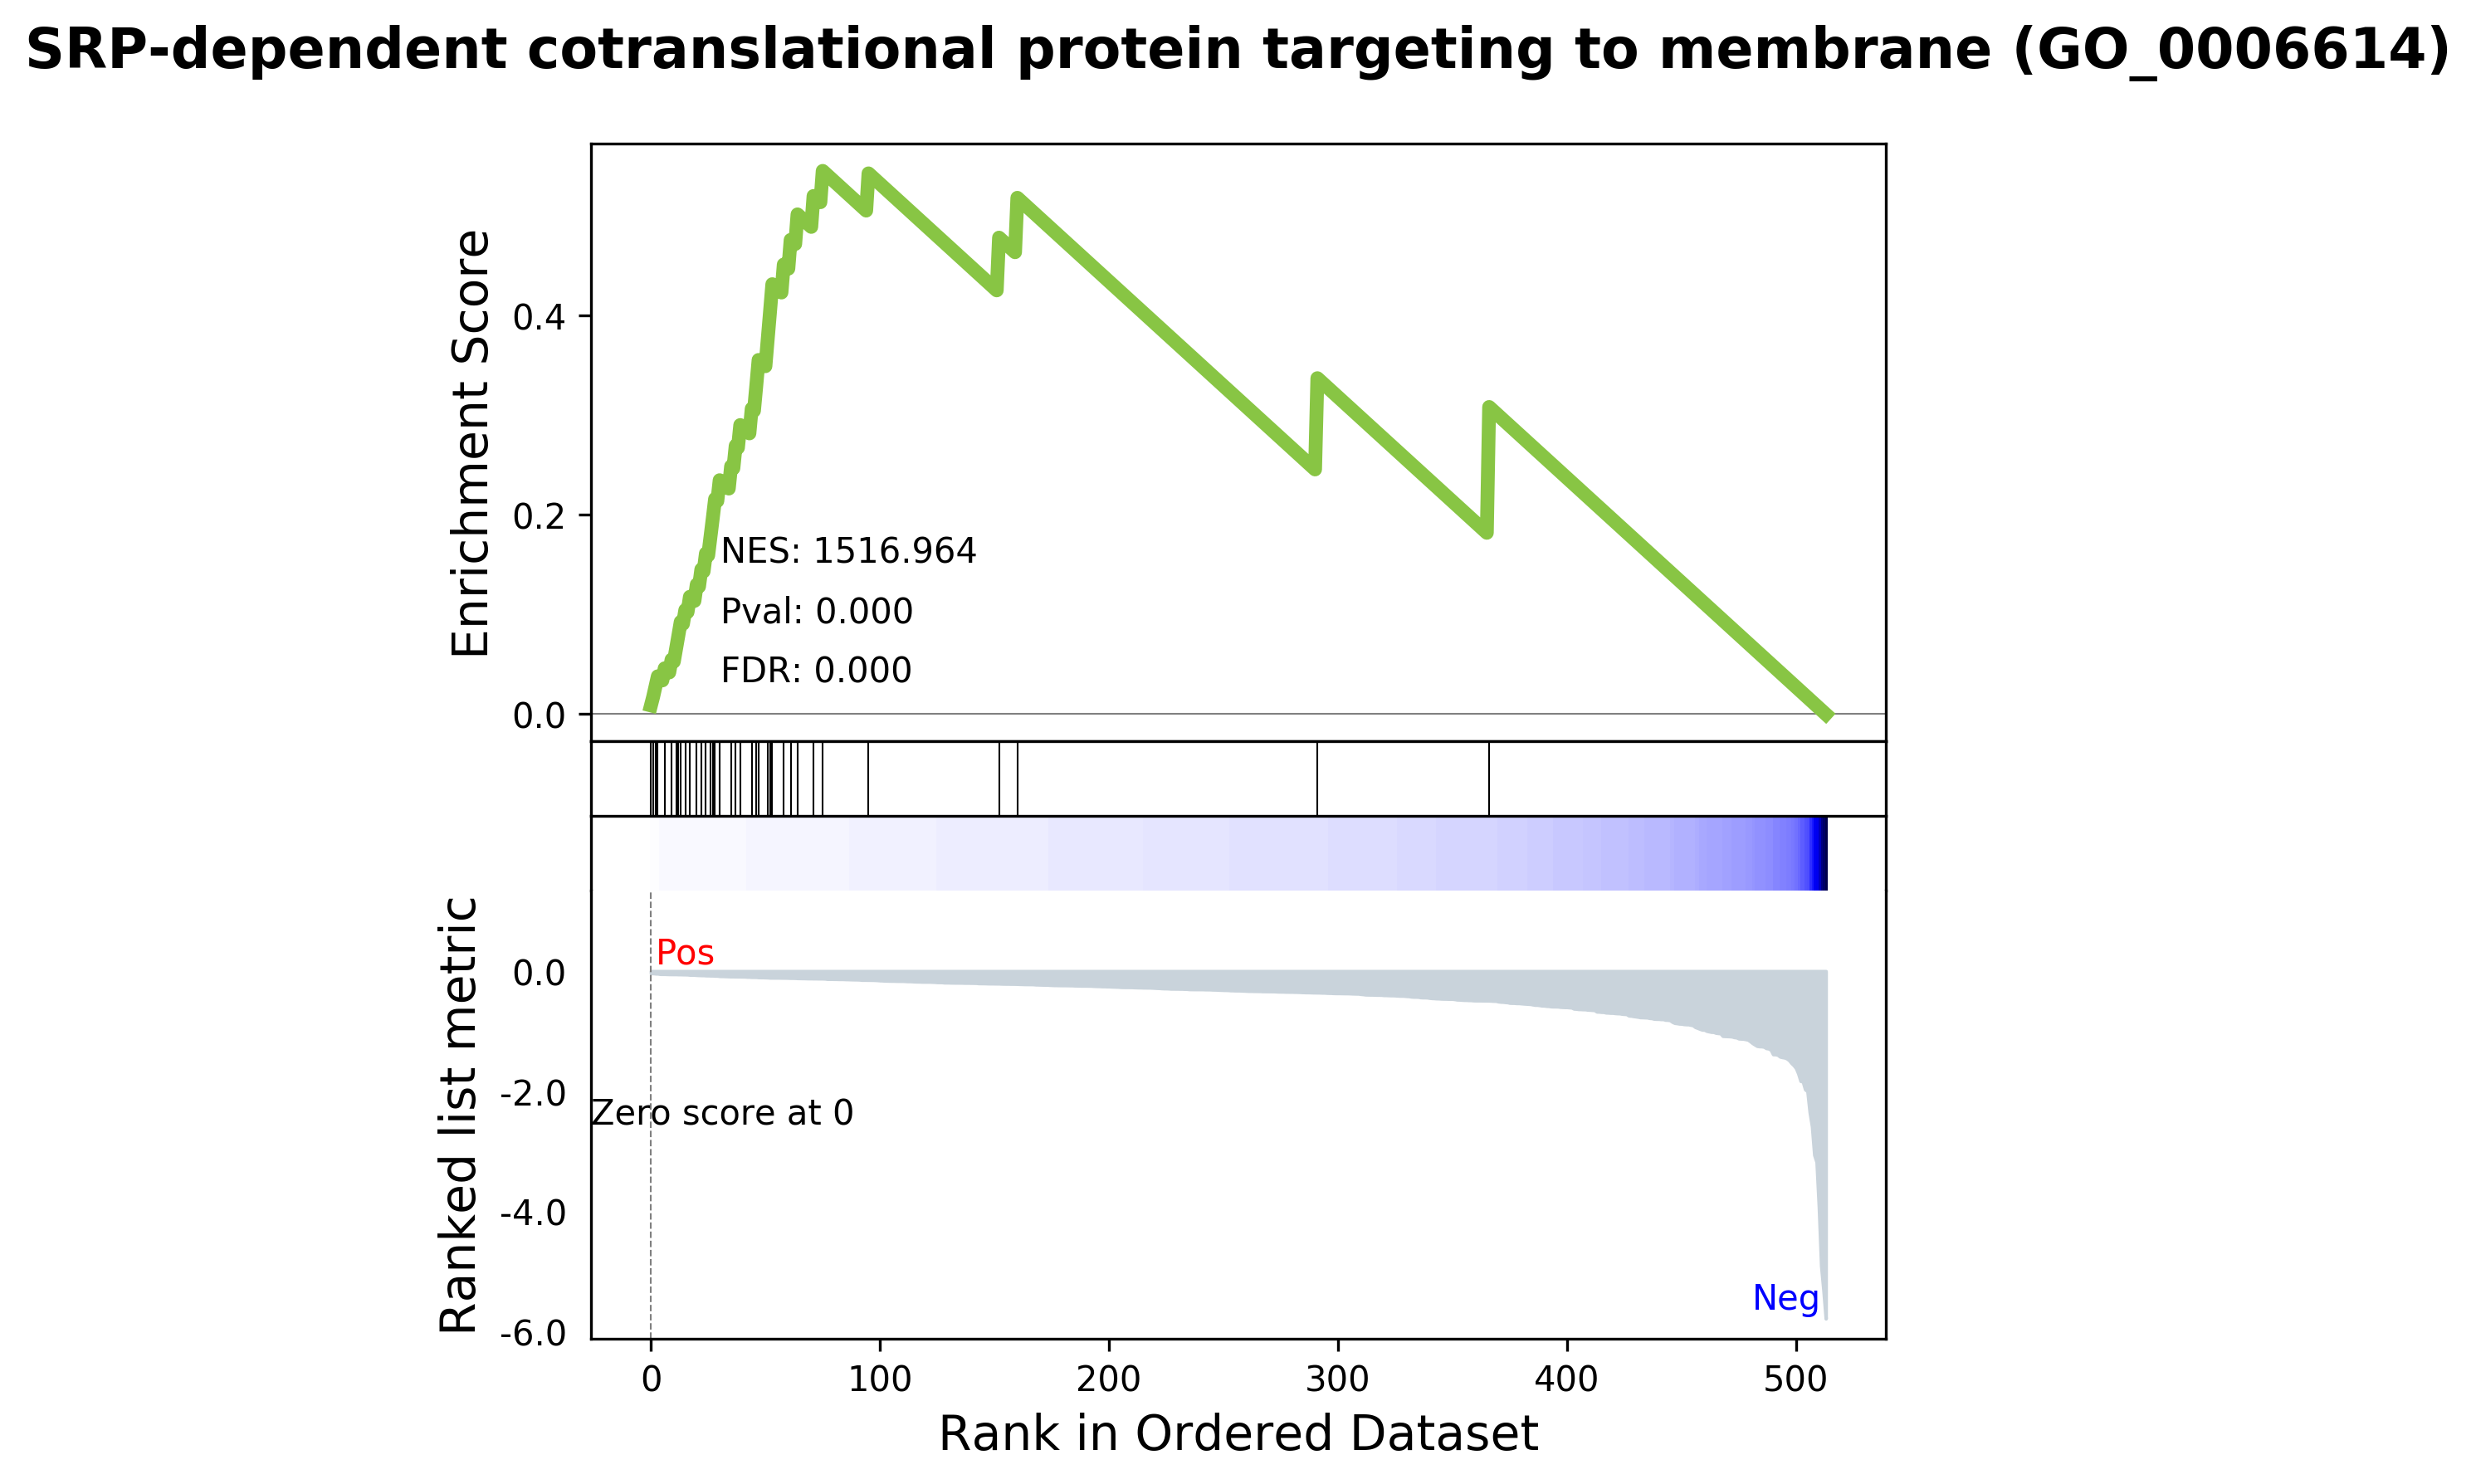 SRP-dependent cotranslational protein targeting to membrane (GO_0006614)
Enrichment Score
0.4
0.2
0.0
NES: 1516.964
Pval: 0.000
FDR: 0.000
Ranked list metric
0.0
-2.0
-4.0
-6.0
Pos
Zero score at 0
Neg
0 100 200 300 400 500
Rank in Ordered Dataset